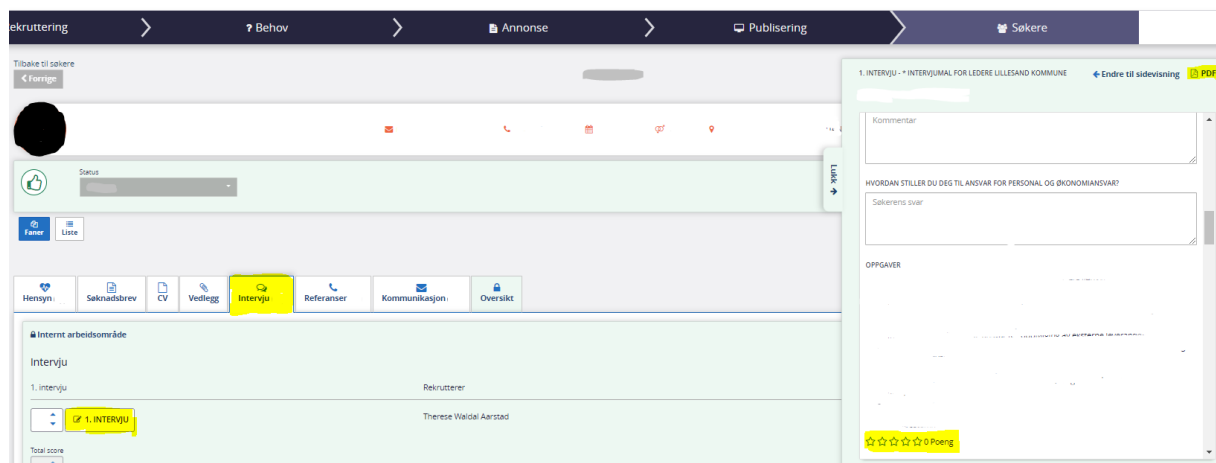 ekruttering
? Behov
Annonse
Publisering
Søkere
Tilbake til søkere
Forrige
Status
Faner
Liste
Hensyn
Søknadsbrev
CV
Vedlegg
Intervju
Referanser
Kommunikasjon
Oversikt
Internt arbeidsområde
Intervju
1. intervju
Rekrutterer
1. INTERVJU
Therese Waldal Aarstad
Total score
Lukk
1. INTERVJU - * INTERVJUMAL FOR LEDERE LILLESAND KOMMUNE
Endre til sidevisning
PDF
Kommentar
HVORDAN STILLER DU DEG TIL ANSVAR FOR PERSONAL OG ØKONOMIANSVAR?
Søkerens svar
OPPGAVER
0 Poeng